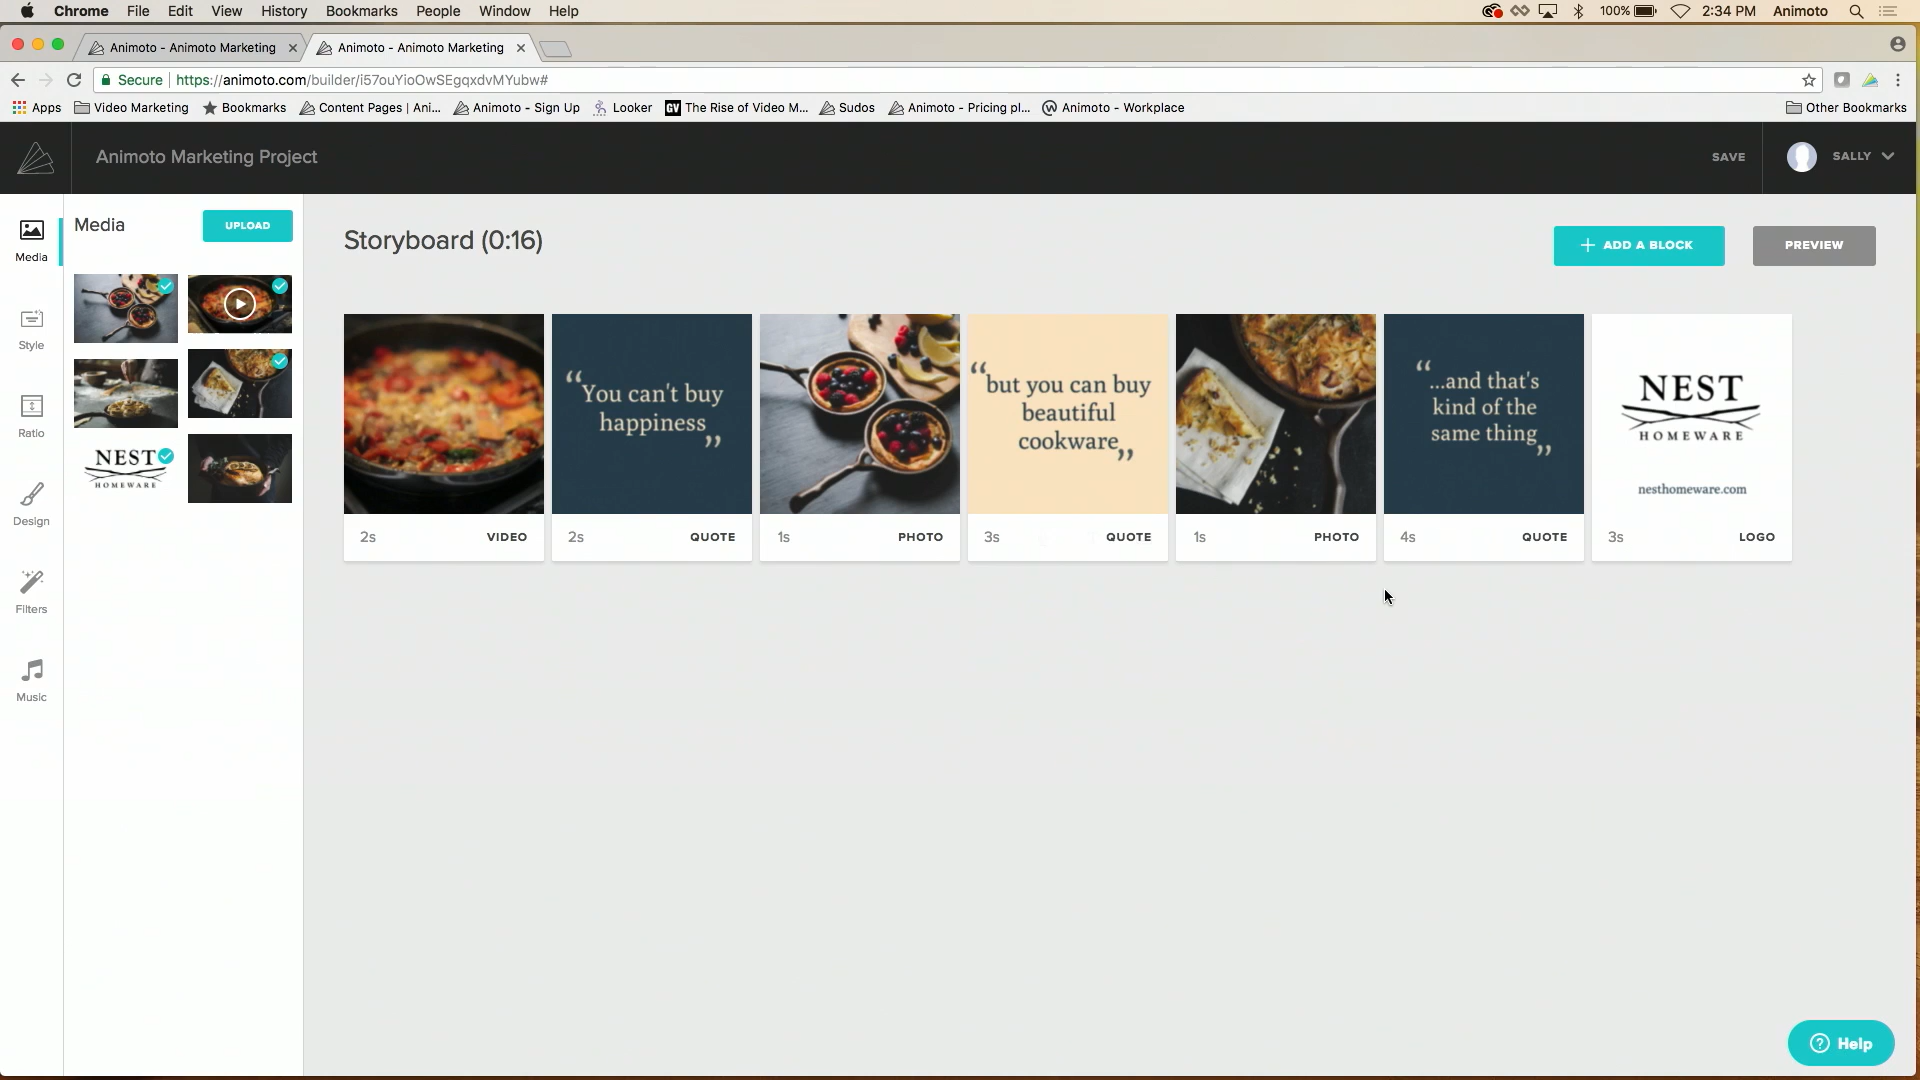 Chrome File Edit View History Bookmarks People Window Help
100% 2:34 PM Animoto
Animoto - Animoto Marketing
Animoto - Animoto Marketing
Secure https://animoto.com/builder/i57ouYioOwSEgqxdvMYubw#
Apps Video Marketing Bookmarks Content Pages | Ani... Animoto - Sign Up Looker GV The Rise of Video M... Sudos Animoto - Pricing pl... Animoto - Workplace Other Bookmarks
Animoto Marketing Project
SAVE
SALLY
Media
Style
Ratio
Design
Filters
Music
Media
UPLOAD
NEST
HOMEWARE
Storyboard (0:16)
+ ADD A BLOCK
PREVIEW
2s VIDEO
“You can't buy
happiness”
2s QUOTE
1s PHOTO
“but you can buy
beautiful
cookware”
3s QUOTE
1s PHOTO
“...and that's
kind of the
same thing”
4s QUOTE
NEST
HOMEWARE
nesthomeware.com
3s LOGO
? Help